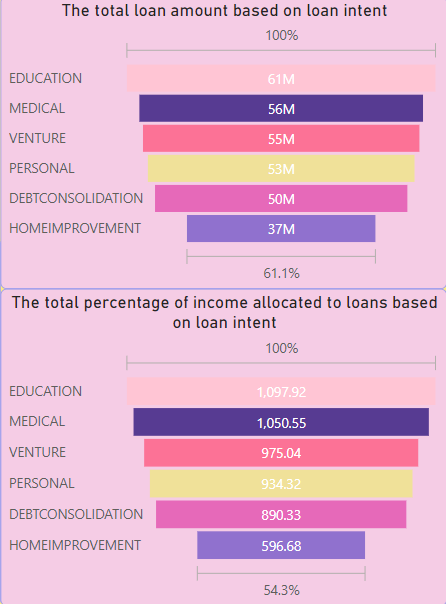 The total loan amount based on loan intent
100%
EDUCATION 61M
MEDICAL 56M
VENTURE 55M
PERSONAL 53M
DEBTCONSOLIDATION 50M
HOMEIMPROVEMENT 37M
61.1%
The total percentage of income allocated to loans based
on loan intent
100%
EDUCATION 1,097.92
MEDICAL 1,050.55
VENTURE 975.04
PERSONAL 934.32
DEBTCONSOLIDATION 890.33
HOMEIMPROVEMENT 596.68
54.3%